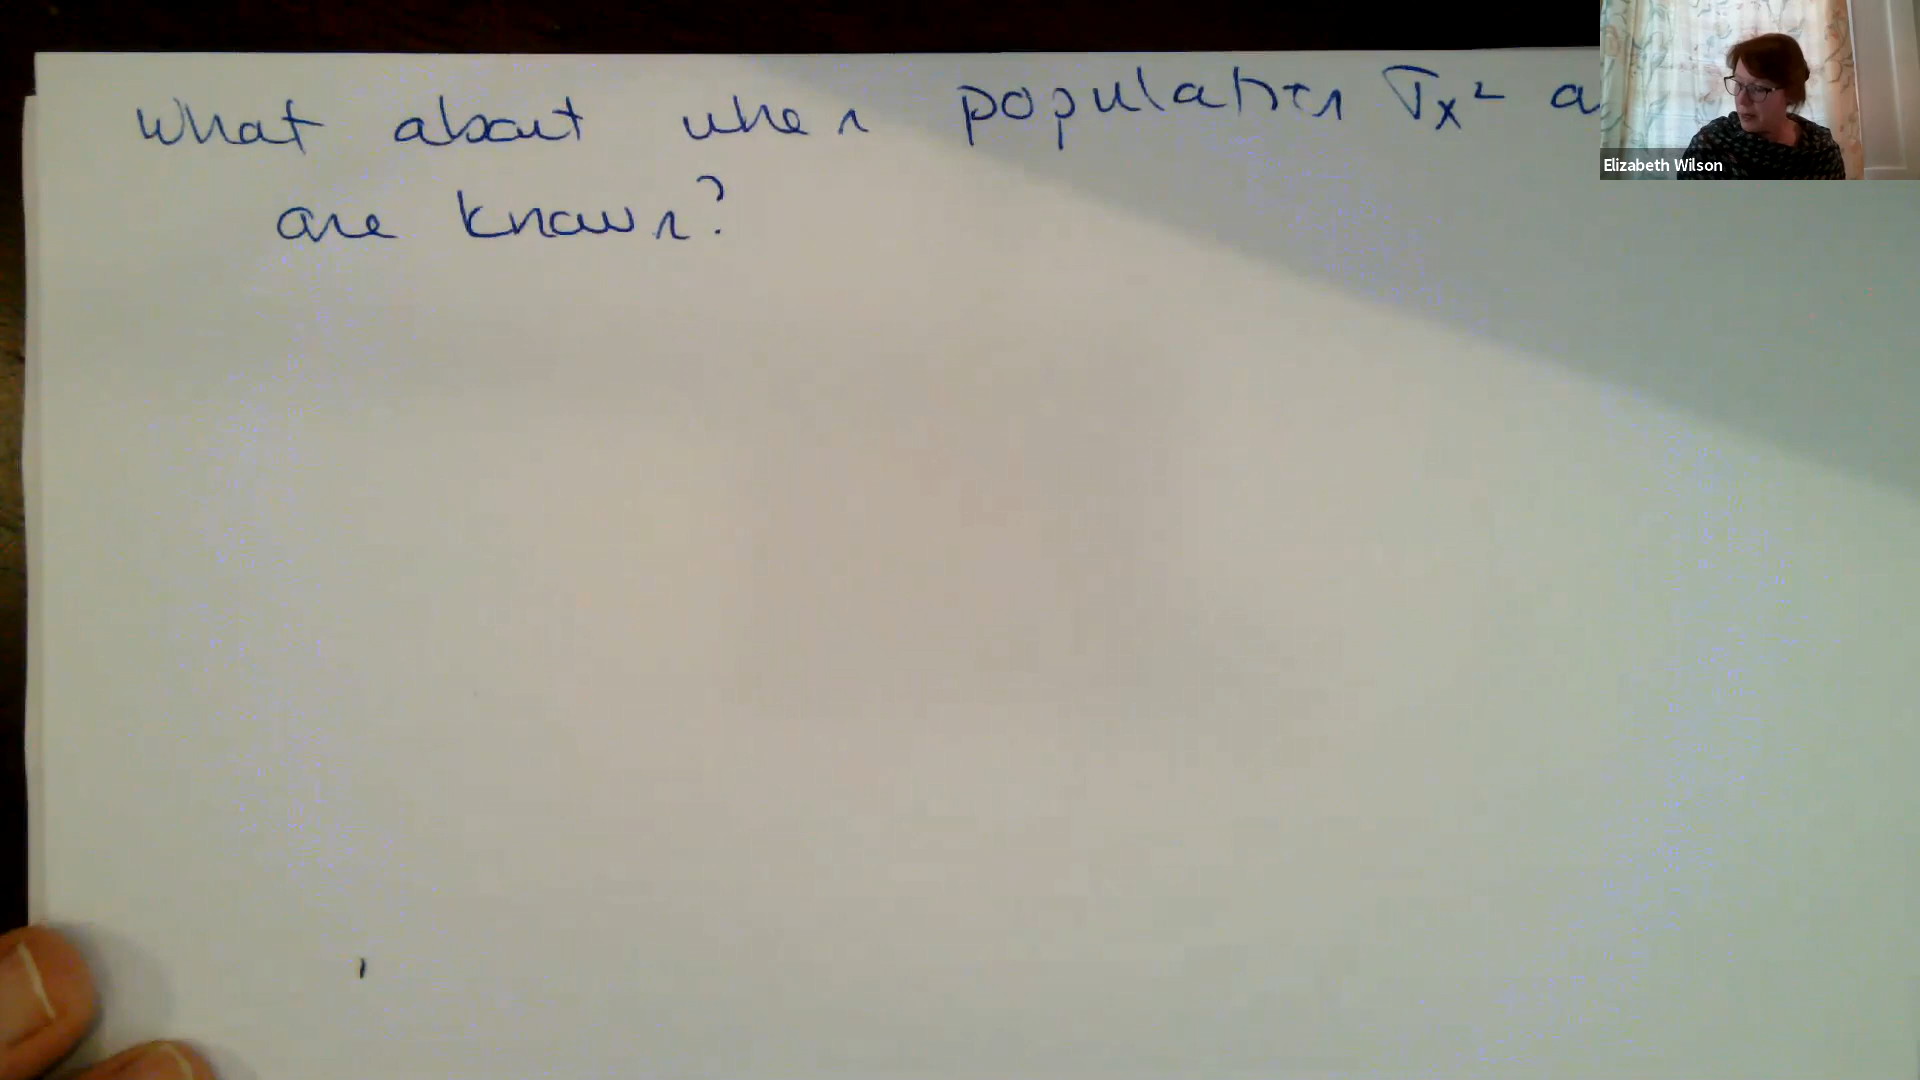 What about when population σx² a
are known?
Elizabeth Wilson